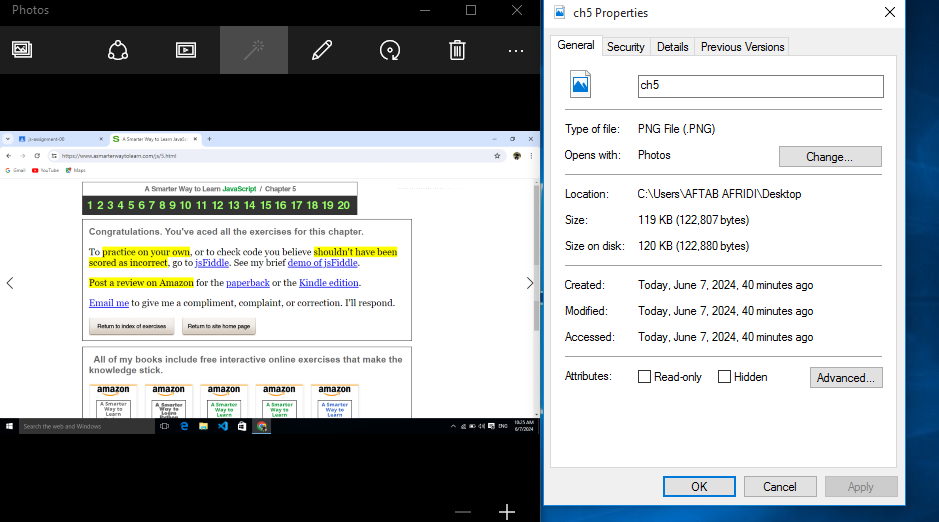 Photos
js-assignment-00
A Smarter Way to Learn JavaSc
https://www.asmarterwaytolearn.com/js/5.html
Gmail YouTube Maps
A Smarter Way to Learn JavaScript / Chapter 5
1 2 3 4 5 6 7 8 9 10 11 12 13 14 15 16 17 18 19 20
Congratulations. You've aced all the exercises for this chapter.
To practice on your own, or to check code you believe shouldn't have been
scored as incorrect, go to jsFiddle. See my brief demo of jsFiddle.
Post a review on Amazon for the paperback or the Kindle edition.
Email me to give me a compliment, complaint, or correction. I'll respond.
Return to index of exercises Return to site home page
All of my books include free interactive online exercises that make the
knowledge stick.
amazon amazon amazon amazon amazon
A Smarter A Smarter A Smarter A Smarter A Smarter
Way to Way to Way to Way to Way to
Learn Learn Learn Learn Learn
Search the web and Windows
ENG
10:25 AM
6/7/2024
ch5 Properties
General Security Details Previous Versions
ch5
Type of file: PNG File (.PNG)
Opens with: Photos Change...
Location: C:\Users\AFTAB AFRIDI\Desktop
Size: 119 KB (122,807 bytes)
Size on disk: 120 KB (122,880 bytes)
Created: Today, June 7, 2024, 40 minutes ago
Modified: Today, June 7, 2024, 40 minutes ago
Accessed: Today, June 7, 2024, 40 minutes ago
Attributes: Read-only Hidden Advanced...
OK Cancel Apply